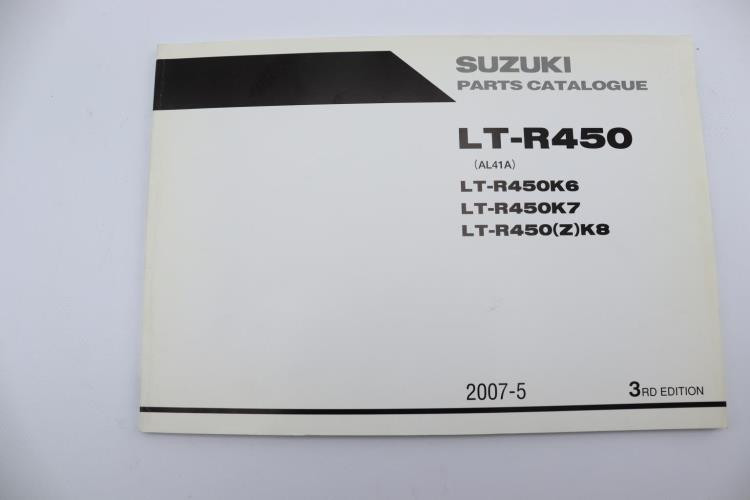 SUZUKI
PARTS CATALOGUE
LT-R450
(AL41A)
LT-R450K6
LT-R450K7
LT-R450(Z)K8
2007-5
3RD EDITION